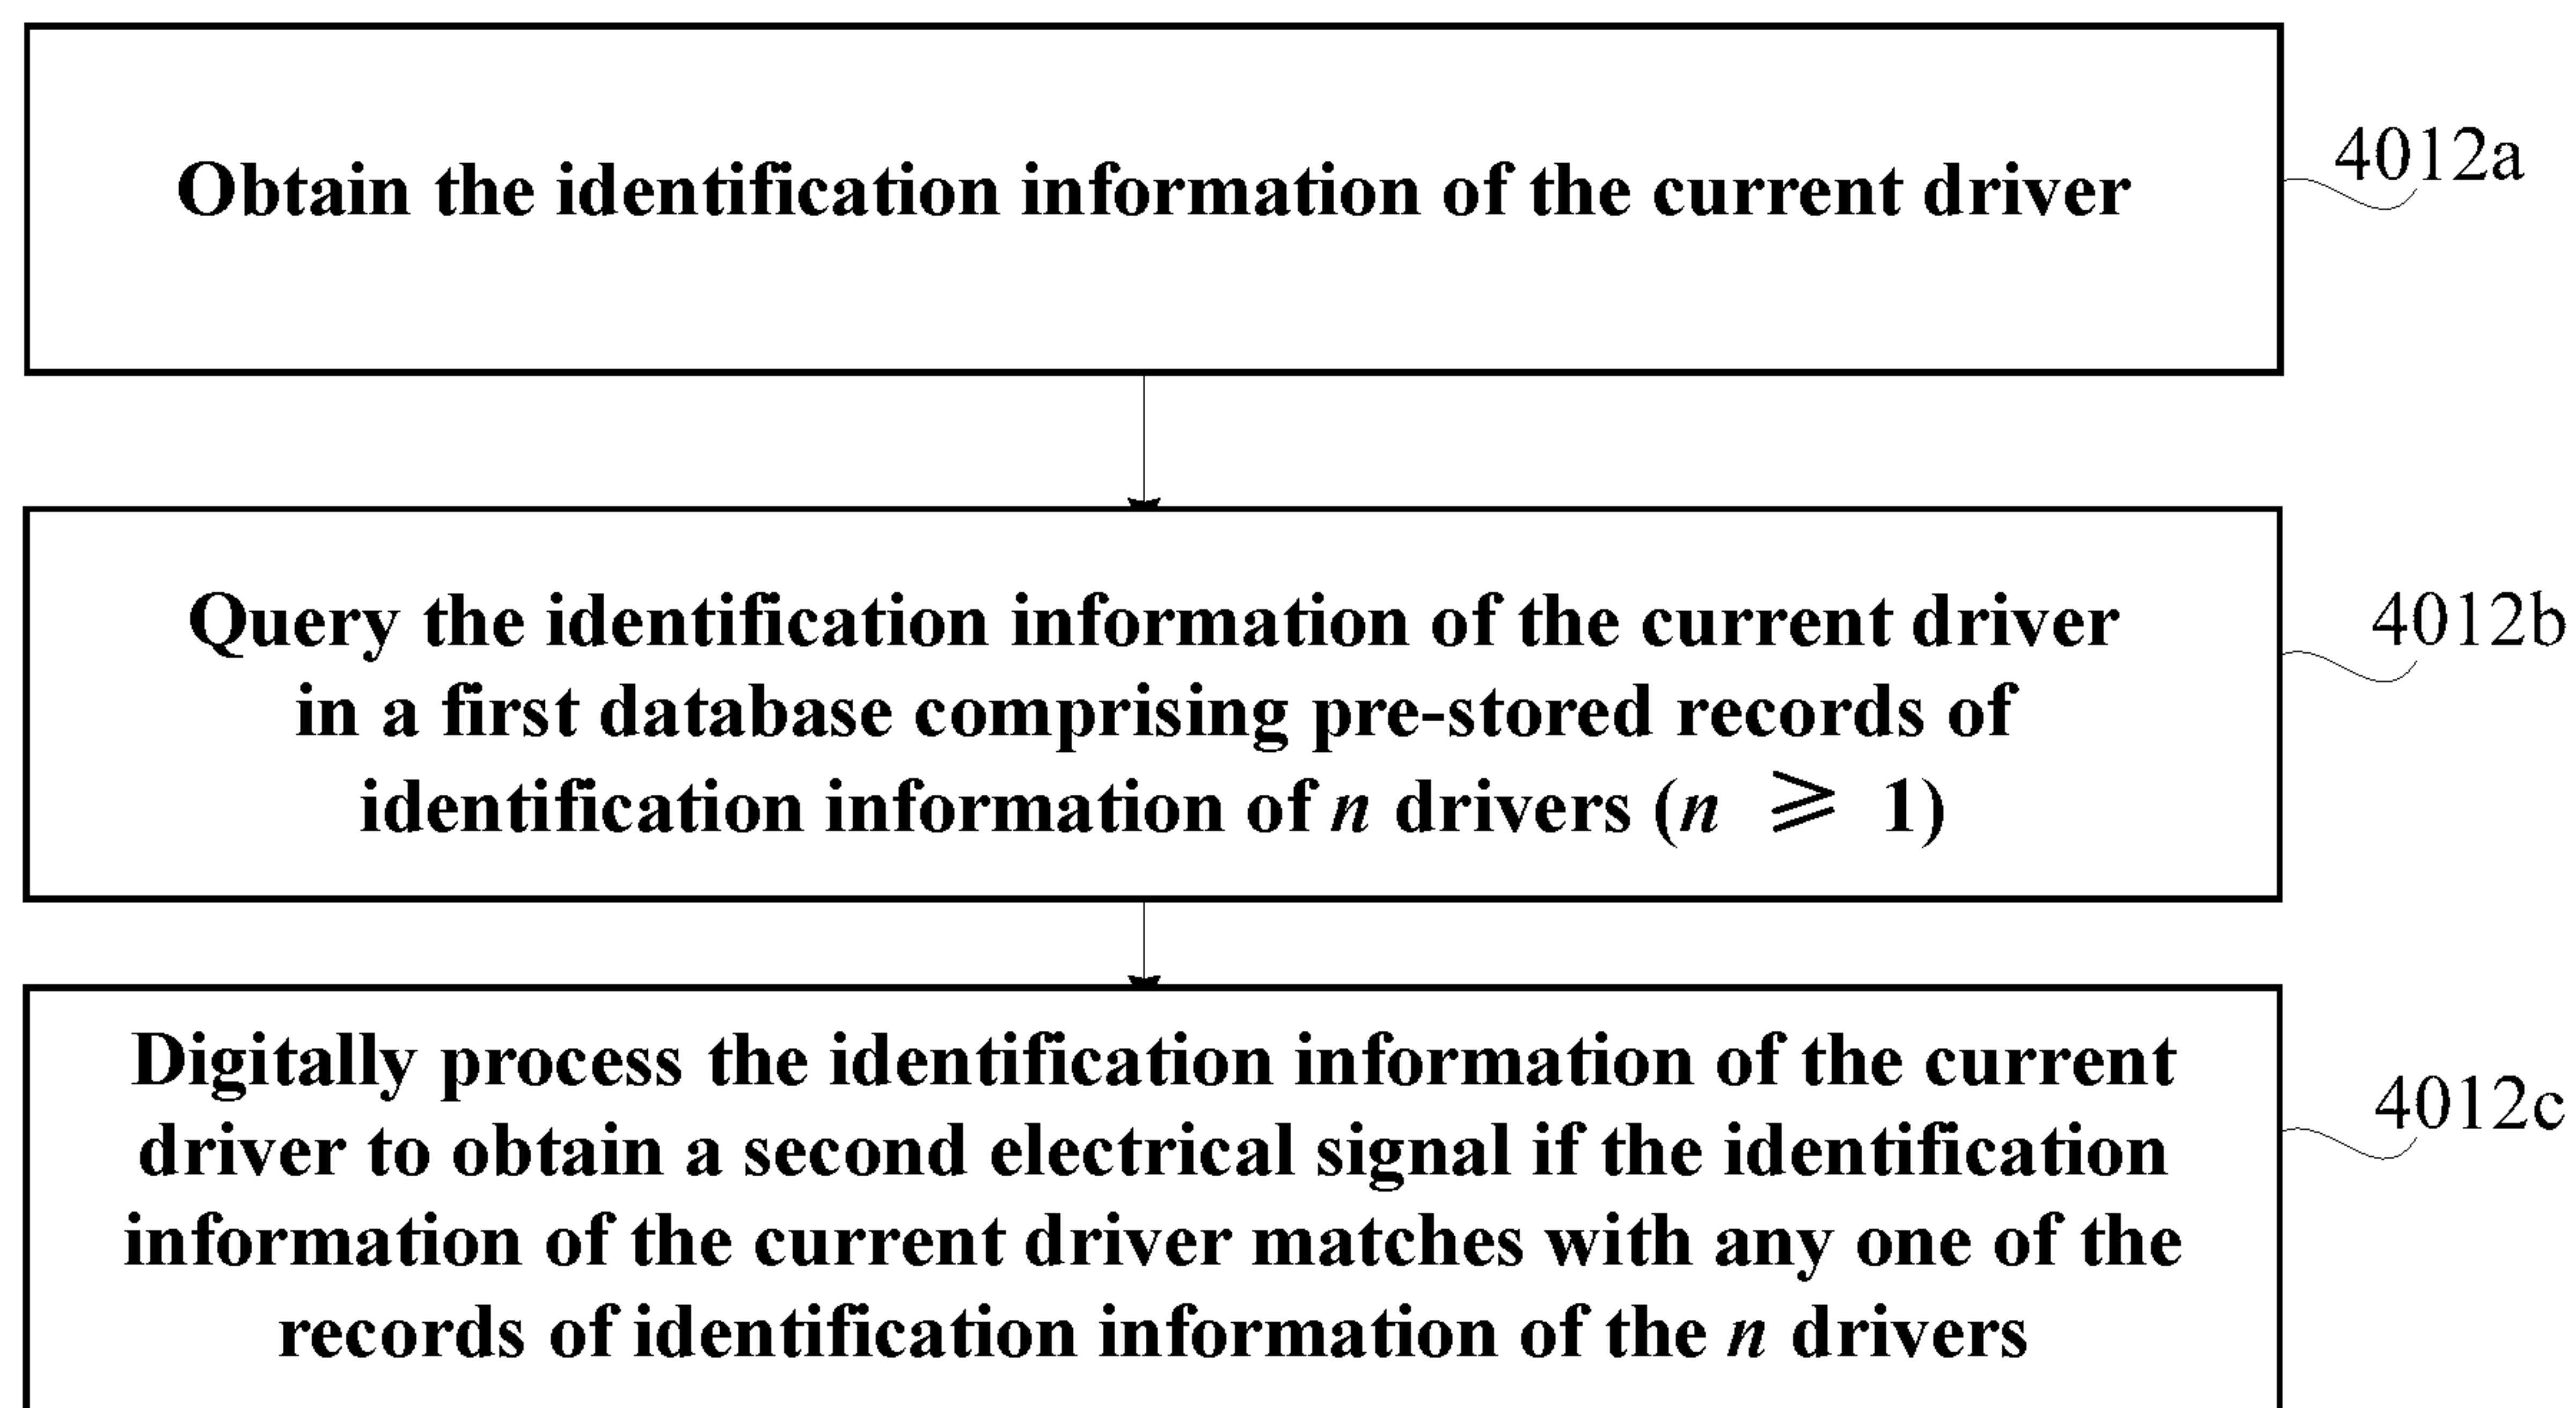 Obtain the identification information of the current driver
4012a
Query the identification information of the current driver
in a first database comprising pre-stored records of
identification information of n drivers (n ⩾ 1)
4012b
Digitally process the identification information of the current
driver to obtain a second electrical signal if the identification
information of the current driver matches with any one of the
records of identification information of the n drivers
4012c